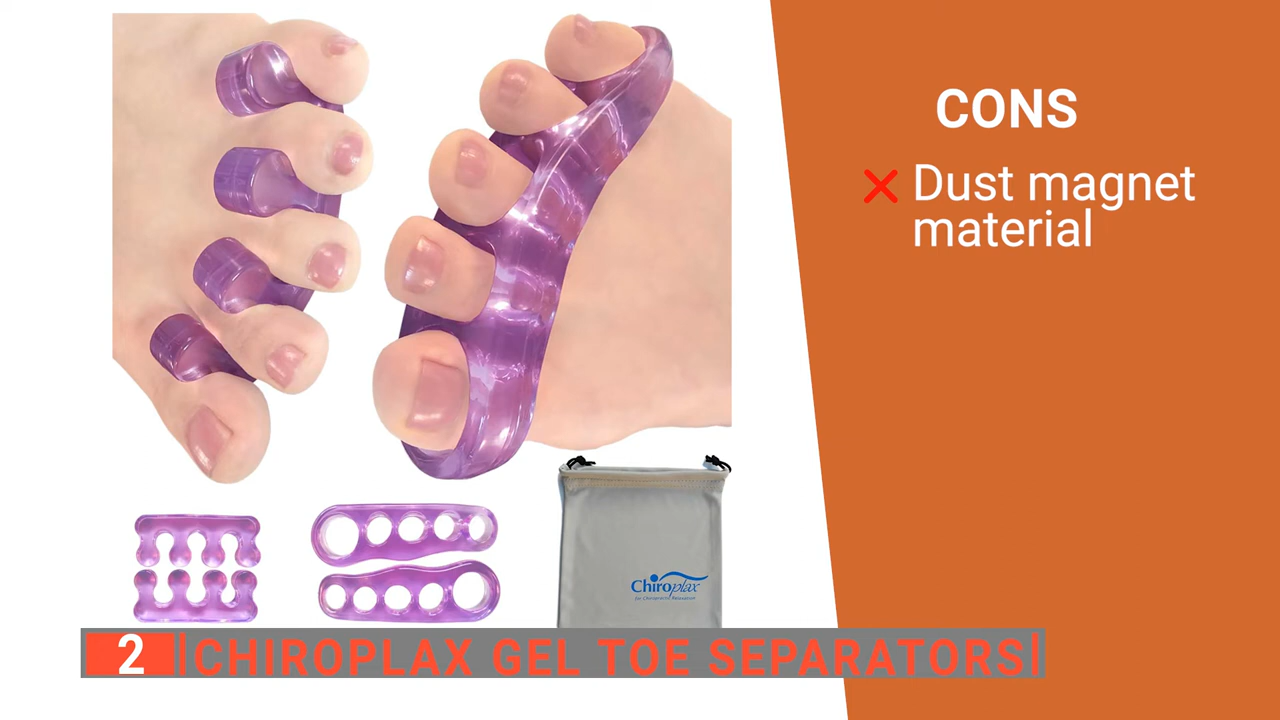 CONS
Dust magnet
material
Chiroplax
2 CHIROPLAX GEL TOE SEPARATORS